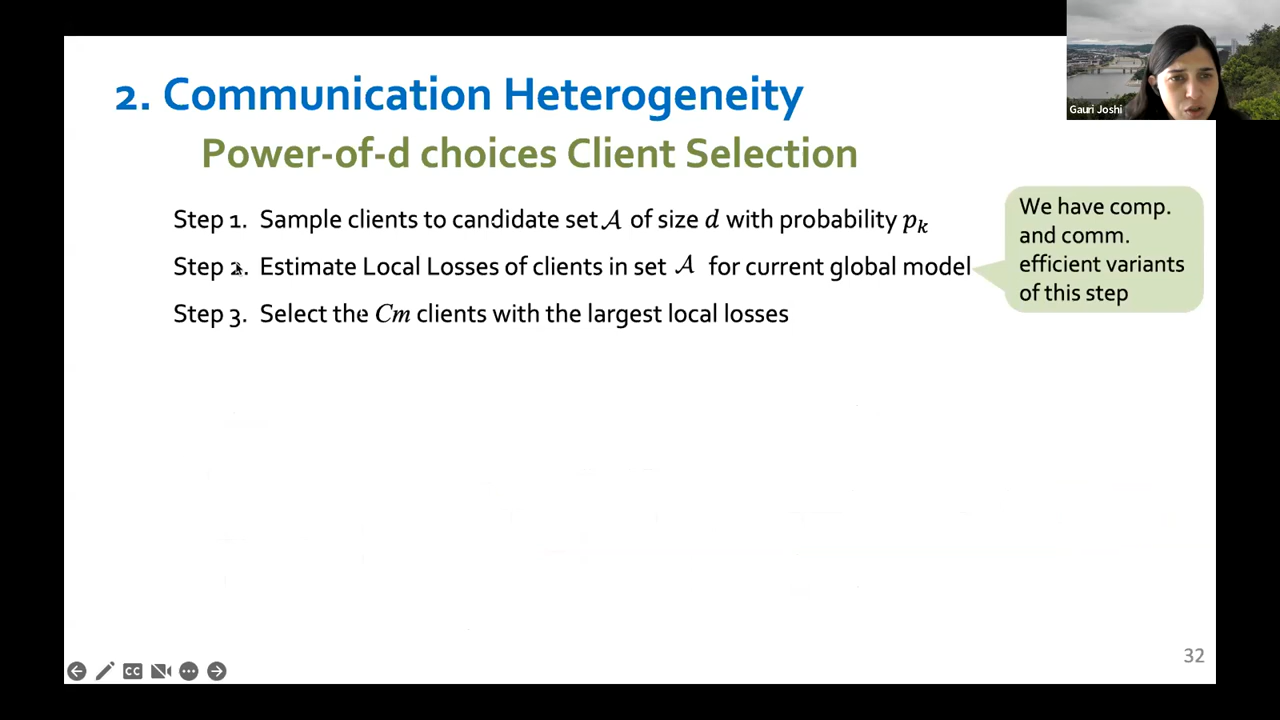 2. Communication Heterogeneity
Gauri Joshi
Power-of-d choices Client Selection
Step 1. Sample clients to candidate set 𝒜 of size d with probability pₖ
Step 2. Estimate Local Losses of clients in set 𝒜 for current global model
Step 3. Select the Cm clients with the largest local losses
We have comp.
and comm.
efficient variants
of this step
CC
32